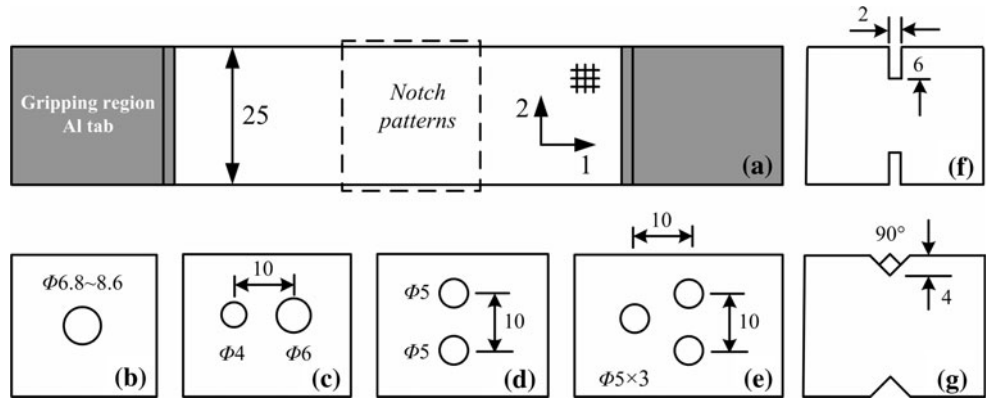 Gripping region
Al tab
25
Notch
patterns
2
1
(a)
2
6
(f)
Φ6.8~8.6
(b)
10
Φ4
Φ6
(c)
Φ5
10
Φ5
(d)
10
10
Φ5×3
(e)
90°
4
(g)